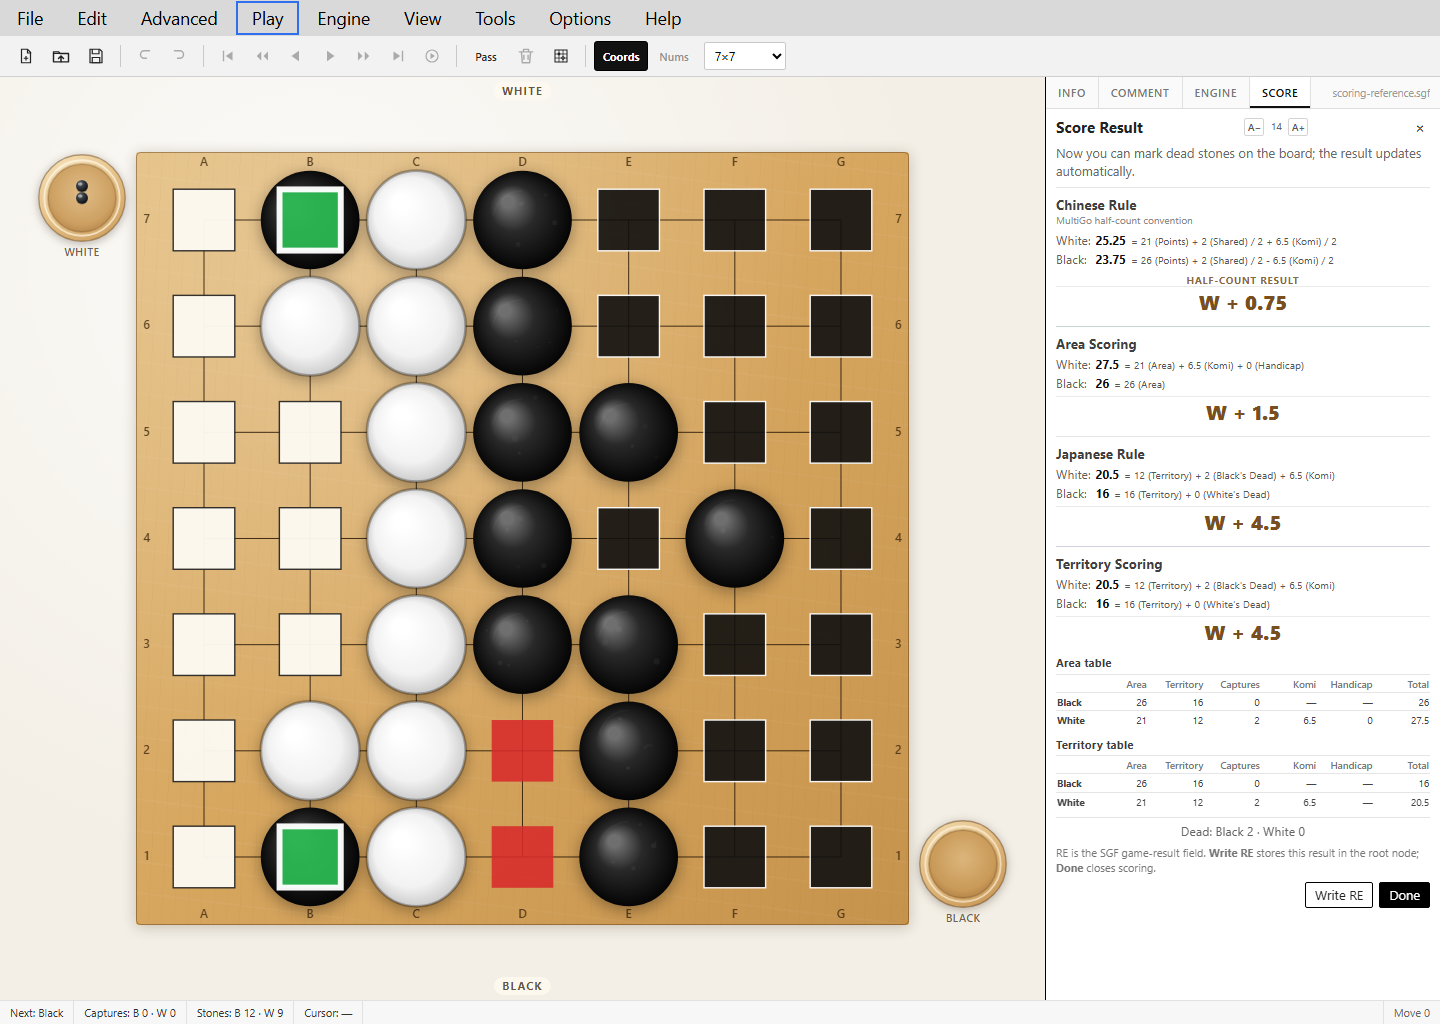 File Edit Advanced Play Engine View Tools Options Help
Pass Coords Nums 7×7
WHITE
INFO COMMENT ENGINE SCORE scoring-reference.sgf
Score Result A− 14 A+ ×
Now you can mark dead stones on the board; the result updates
automatically.
Chinese Rule
MultiGo half-count convention
White: 25.25 = 21 (Points) + 2 (Shared) / 2 + 6.5 (Komi) / 2
Black: 23.75 = 26 (Points) + 2 (Shared) / 2 - 6.5 (Komi) / 2
HALF-COUNT RESULT
W + 0.75
Area Scoring
White: 27.5 = 21 (Area) + 6.5 (Komi) + 0 (Handicap)
Black: 26 = 26 (Area)
W + 1.5
Japanese Rule
White: 20.5 = 12 (Territory) + 2 (Black's Dead) + 6.5 (Komi)
Black: 16 = 16 (Territory) + 0 (White's Dead)
W + 4.5
Territory Scoring
White: 20.5 = 12 (Territory) + 2 (Black's Dead) + 6.5 (Komi)
Black: 16 = 16 (Territory) + 0 (White's Dead)
W + 4.5
Area table
Area Territory Captures Komi Handicap Total
Black 26 16 0 — — 26
White 21 12 2 6.5 0 27.5
Territory table
Area Territory Captures Komi Handicap Total
Black 26 16 0 — — 16
White 21 12 2 6.5 — 20.5
Dead: Black 2 · White 0
RE is the SGF game-result field. Write RE stores this result in the root node;
Done closes scoring.
Write RE Done
A B C D E F G
7 7
6 6
5 5
4 4
3 3
2 2
1 1
A B C D E F G
WHITE
BLACK
BLACK
Next: Black Captures: B 0 · W 0 Stones: B 12 · W 9 Cursor: — Move 0